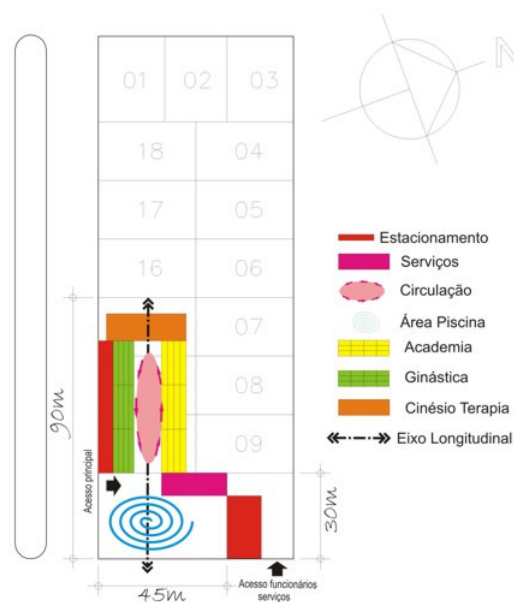 N
01 02 03
18 04
17 05
16 06
07
08
09
Estacionamento
Serviços
Circulação
Área Piscina
Academia
Ginástica
Cinésio Terapia
Eixo Longitudinal
90m
Acesso principal
30m
45m
Acesso funcionários
serviços